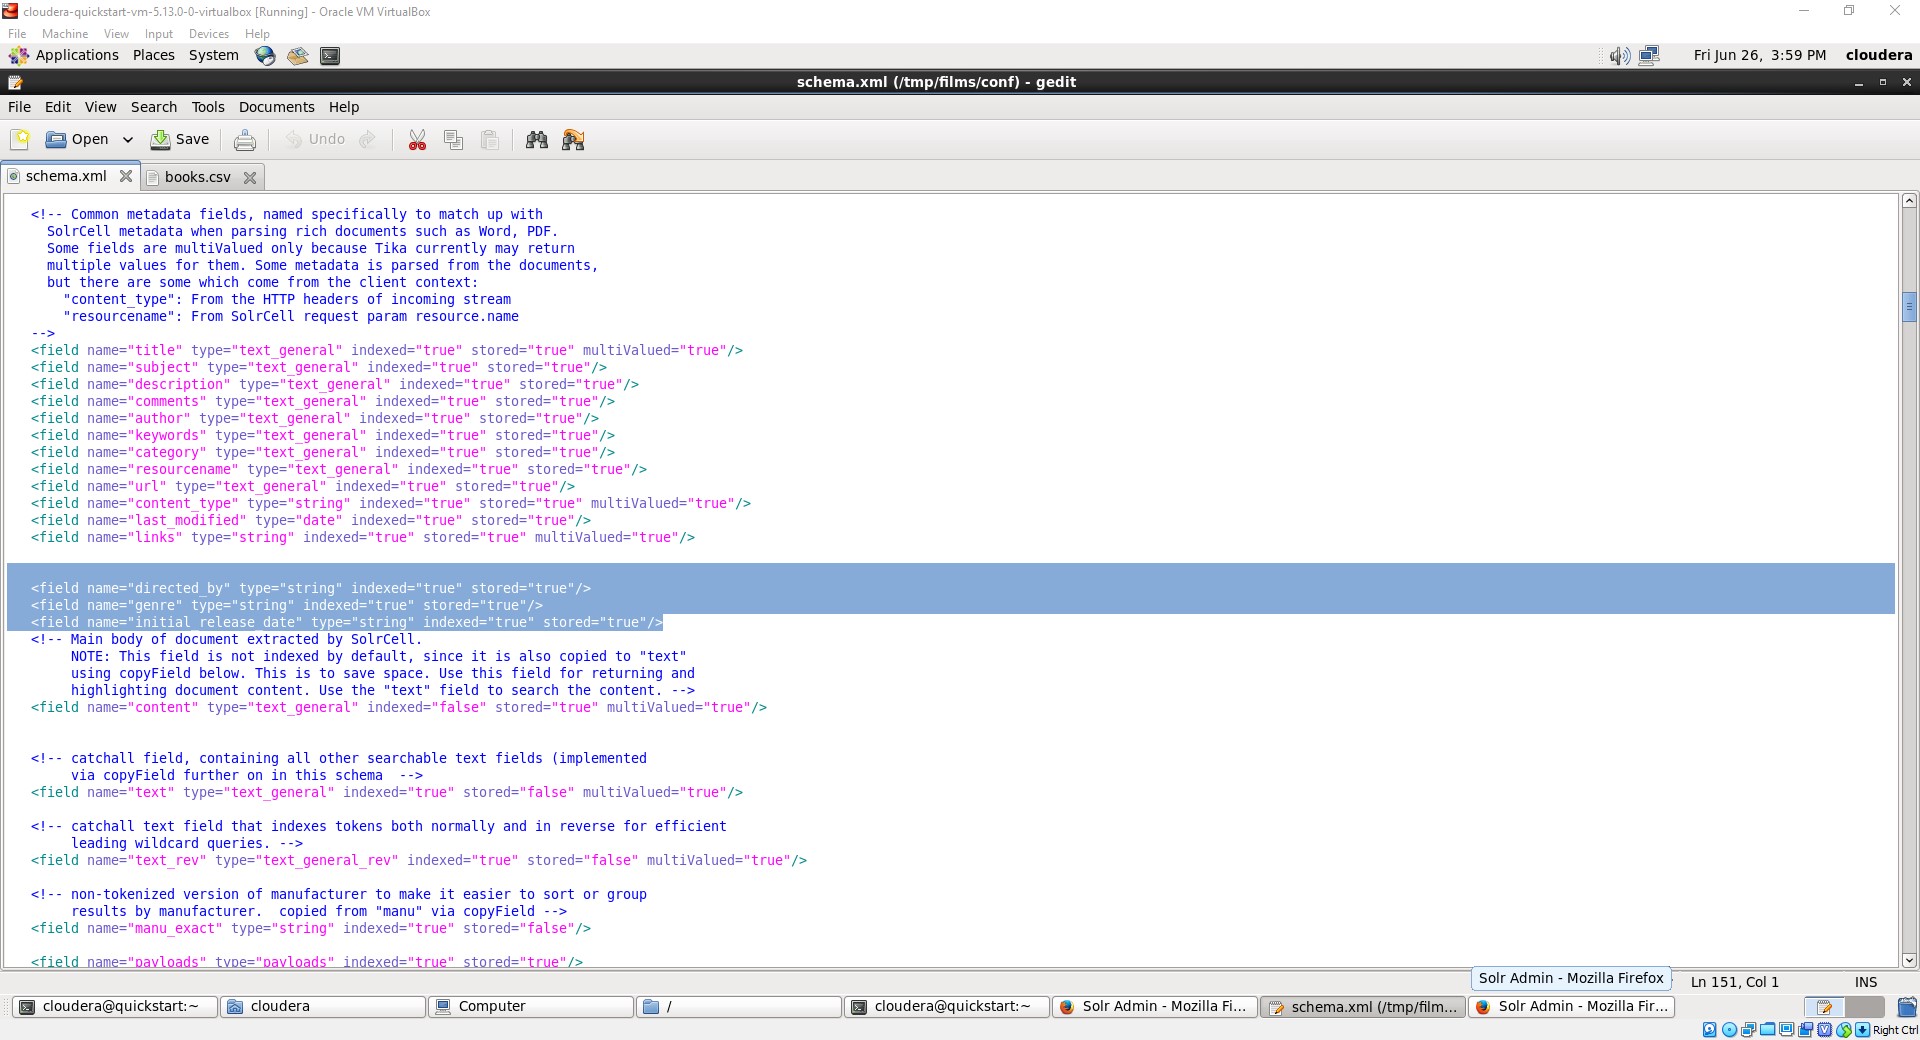 cloudera-quickstart-vm-5.13.0-0-virtualbox [Running] - Oracle VM VirtualBox
File Machine View Input Devices Help
Applications Places System Fri Jun 26, 3:59 PM cloudera
schema.xml (/tmp/films/conf) - gedit
File Edit View Search Tools Documents Help
Open Save Undo
schema.xml books.csv
<!-- Common metadata fields, named specifically to match up with
SolrCell metadata when parsing rich documents such as Word, PDF.
Some fields are multiValued only because Tika currently may return
multiple values for them. Some metadata is parsed from the documents,
but there are some which come from the client context:
"content_type": From the HTTP headers of incoming stream
"resourcename": From SolrCell request param resource.name
-->
<field name="title" type="text_general" indexed="true" stored="true" multiValued="true"/>
<field name="subject" type="text_general" indexed="true" stored="true"/>
<field name="description" type="text_general" indexed="true" stored="true"/>
<field name="comments" type="text_general" indexed="true" stored="true"/>
<field name="author" type="text_general" indexed="true" stored="true"/>
<field name="keywords" type="text_general" indexed="true" stored="true"/>
<field name="category" type="text_general" indexed="true" stored="true"/>
<field name="resourcename" type="text_general" indexed="true" stored="true"/>
<field name="url" type="text_general" indexed="true" stored="true"/>
<field name="content_type" type="string" indexed="true" stored="true" multiValued="true"/>
<field name="last_modified" type="date" indexed="true" stored="true"/>
<field name="links" type="string" indexed="true" stored="true" multiValued="true"/>
<field name="directed_by" type="string" indexed="true" stored="true"/>
<field name="genre" type="string" indexed="true" stored="true"/>
<field name="initial_release_date" type="string" indexed="true" stored="true"/>
<!-- Main body of document extracted by SolrCell.
NOTE: This field is not indexed by default, since it is also copied to "text"
using copyField below. This is to save space. Use this field for returning and
highlighting document content. Use the "text" field to search the content. -->
<field name="content" type="text_general" indexed="false" stored="true" multiValued="true"/>
<!-- catchall field, containing all other searchable text fields (implemented
via copyField further on in this schema -->
<field name="text" type="text_general" indexed="true" stored="false" multiValued="true"/>
<!-- catchall text field that indexes tokens both normally and in reverse for efficient
leading wildcard queries. -->
<field name="text_rev" type="text_general_rev" indexed="true" stored="false" multiValued="true"/>
<!-- non-tokenized version of manufacturer to make it easier to sort or group
results by manufacturer. copied from "manu" via copyField -->
<field name="manu_exact" type="string" indexed="true" stored="false"/>
<field name="payloads" type="payloads" indexed="true" stored="true"/>
Solr Admin - Mozilla Firefox Ln 151, Col 1 INS
cloudera@quickstart:~ cloudera Computer / cloudera@quickstart:~ Solr Admin - Mozilla Fi... schema.xml (/tmp/film... Solr Admin - Mozilla Fir...
Right Ctrl